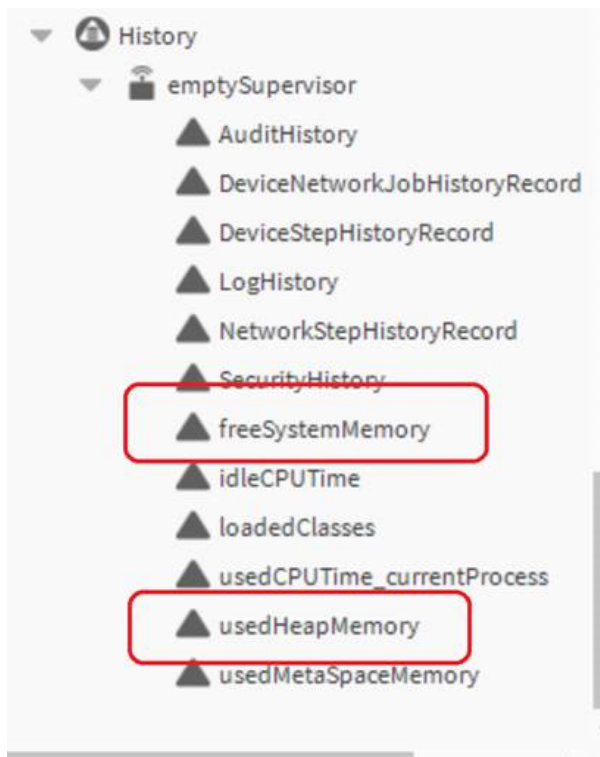 History
emptySupervisor
AuditHistory
DeviceNetworkJobHistoryRecord
DeviceStepHistoryRecord
LogHistory
NetworkStepHistoryRecord
SecurityHistory
freeSystemMemory
idleCPUTime
loadedClasses
usedCPUTime_currentProcess
usedHeapMemory
usedMetaSpaceMemory